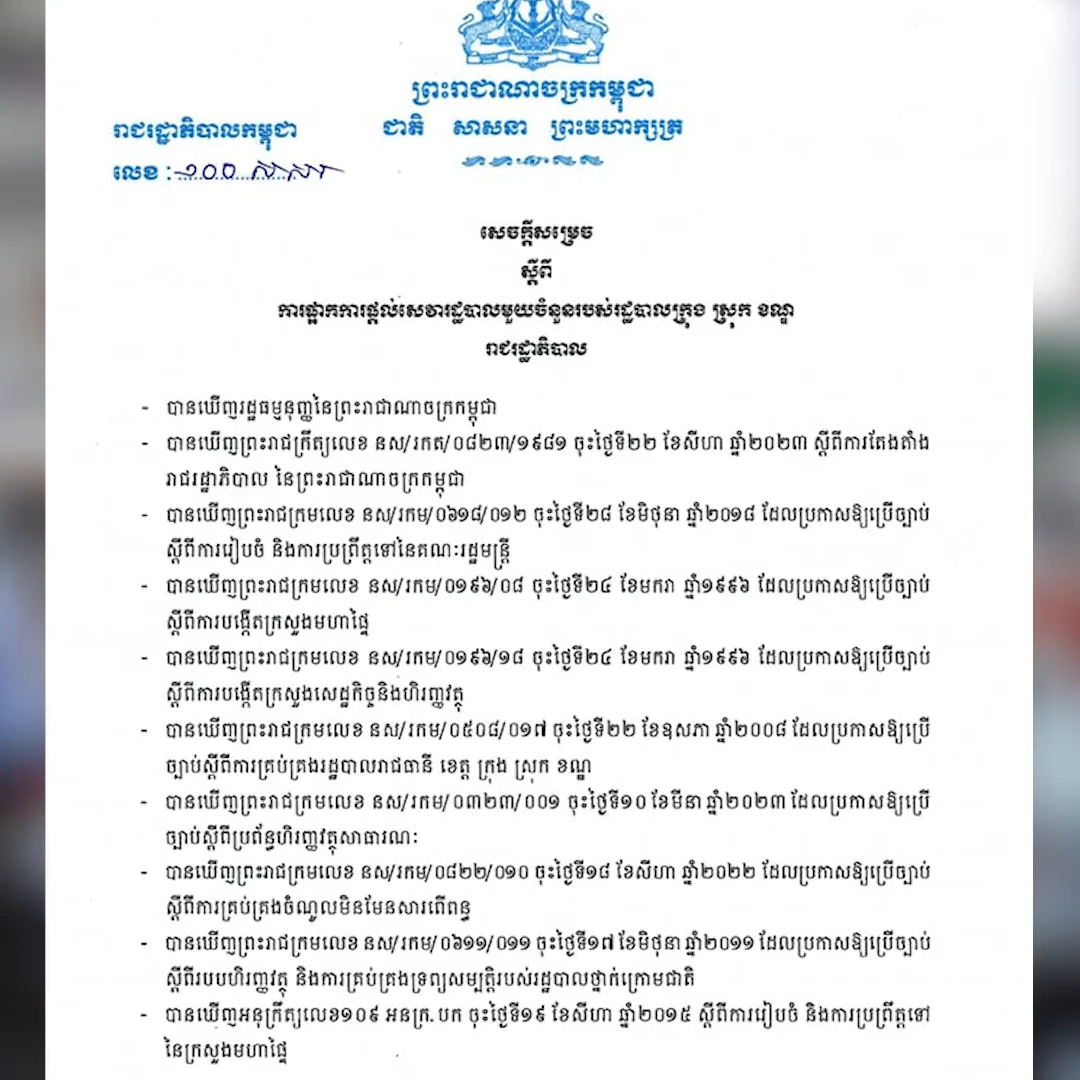 ព្រះរាជាណាចក្រកម្ពុជា
ជាតិ សាសនា ព្រះមហាក្សត្រ
រាជរដ្ឋាភិបាលកម្ពុជា
លេខ : ១០០ សសរ
សេចក្តីសម្រេច
ស្តីពី
ការផ្អាកការផ្តល់សេវារដ្ឋបាលមួយចំនួនរបស់រដ្ឋបាលក្រុង ស្រុក ខណ្ឌ
រាជរដ្ឋាភិបាល
- បានឃើញរដ្ឋធម្មនុញ្ញនៃព្រះរាជាណាចក្រកម្ពុជា
- បានឃើញព្រះរាជក្រឹត្យលេខ នស/រកត/០៨២៣/១៩៨១ ចុះថ្ងៃទី២២ ខែសីហា ឆ្នាំ២០២៣ ស្តីពីការតែងតាំង
រាជរដ្ឋាភិបាល នៃព្រះរាជាណាចក្រកម្ពុជា
- បានឃើញព្រះរាជក្រមលេខ នស/រកម/០៦១៨/០១២ ចុះថ្ងៃទី២៨ ខែមិថុនា ឆ្នាំ២០១៨ ដែលប្រកាសឱ្យប្រើច្បាប់
ស្តីពីការរៀបចំ និងការប្រព្រឹត្តទៅនៃគណៈរដ្ឋមន្ត្រី
- បានឃើញព្រះរាជក្រមលេខ នស/រកម/០១៩៦/០៨ ចុះថ្ងៃទី២៤ ខែមករា ឆ្នាំ១៩៩៦ ដែលប្រកាសឱ្យប្រើច្បាប់
ស្តីពីការបង្កើតក្រសួងមហាផ្ទៃ
- បានឃើញព្រះរាជក្រមលេខ នស/រកម/០១៩៦/១៨ ចុះថ្ងៃទី២៤ ខែមករា ឆ្នាំ១៩៩៦ ដែលប្រកាសឱ្យប្រើច្បាប់
ស្តីពីការបង្កើតក្រសួងសេដ្ឋកិច្ចនិងហិរញ្ញវត្ថុ
- បានឃើញព្រះរាជក្រមលេខ នស/រកម/០៥០៨/០១៧ ចុះថ្ងៃទី២២ ខែឧសភា ឆ្នាំ២០០៨ ដែលប្រកាសឱ្យប្រើ
ច្បាប់ស្តីពីការគ្រប់គ្រងរដ្ឋបាលរាជធានី ខេត្ត ក្រុង ស្រុក ខណ្ឌ
- បានឃើញព្រះរាជក្រមលេខ នស/រកម/០៣២៣/០០១ ចុះថ្ងៃទី១០ ខែមីនា ឆ្នាំ២០២៣ ដែលប្រកាសឱ្យប្រើ
ច្បាប់ស្តីពីប្រព័ន្ធហិរញ្ញវត្ថុសាធារណៈ
- បានឃើញព្រះរាជក្រមលេខ នស/រកម/០៨២២/០១០ ចុះថ្ងៃទី១៨ ខែសីហា ឆ្នាំ២០២២ ដែលប្រកាសឱ្យប្រើច្បាប់
ស្តីពីការគ្រប់គ្រងចំណូលមិនមែនសារពើពន្ធ
- បានឃើញព្រះរាជក្រមលេខ នស/រកម/០៦១១/០១១ ចុះថ្ងៃទី១៧ ខែមិថុនា ឆ្នាំ២០១១ ដែលប្រកាសឱ្យប្រើច្បាប់
ស្តីពីរបបហិរញ្ញវត្ថុ និងការគ្រប់គ្រងទ្រព្យសម្បត្តិរបស់រដ្ឋបាលថ្នាក់ក្រោមជាតិ
- បានឃើញអនុក្រឹត្យលេខ១០៩ អនក្រ.បក ចុះថ្ងៃទី១៩ ខែសីហា ឆ្នាំ២០១៥ ស្តីពីការរៀបចំ និងការប្រព្រឹត្តទៅ
នៃក្រសួងមហាផ្ទៃ